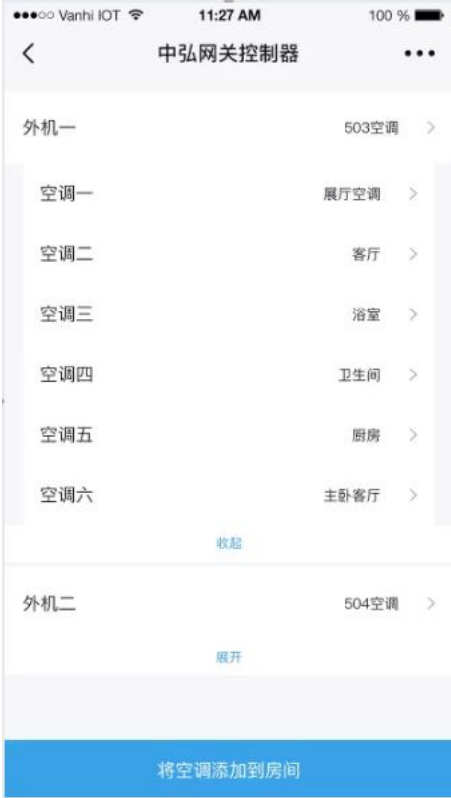 Vanhi IOT 11:27 AM 100 %
中弘网关控制器
外机一 503空调
空调一 展厅空调
空调二 客厅
空调三 浴室
空调四 卫生间
空调五 厨房
空调六 主卧客厅
收起
外机二 504空调
展开
将空调添加到房间